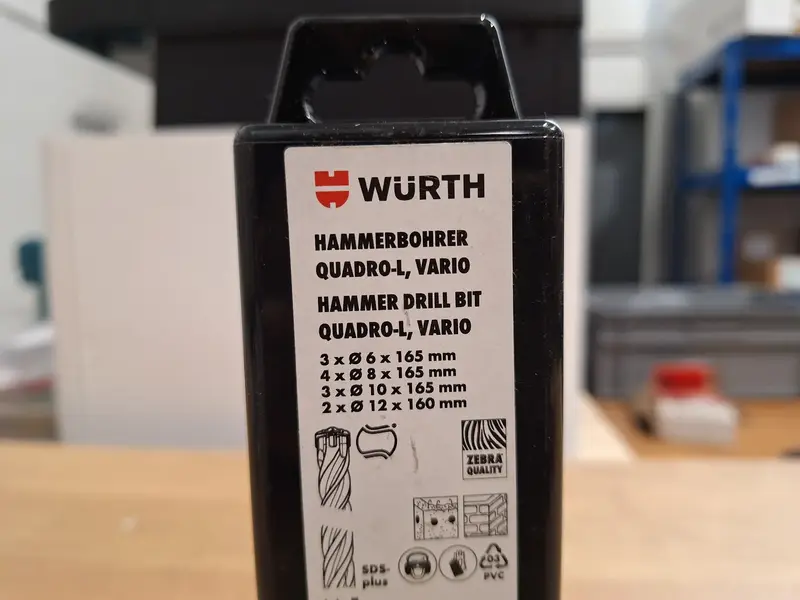 WÜRTH
HAMMERBOHRER
QUADRO-L, VARIO
HAMMER DRILL BIT
QUADRO-L, VARIO
3 x Ø 6 x 165 mm
4 x Ø 8 x 165 mm
3 x Ø 10 x 165 mm
2 x Ø 12 x 160 mm
ZEBRA
QUALITY
SDS-
plus
03
PVC